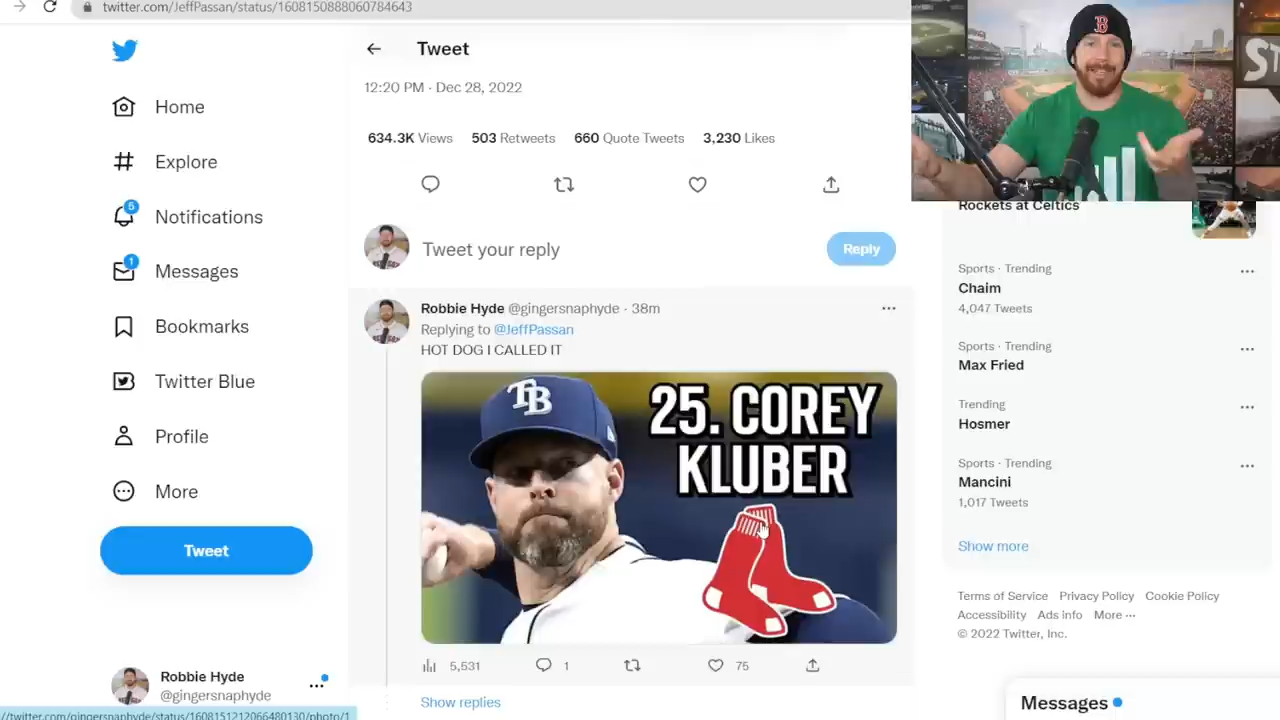 twitter.com/JeffPassan/status/1608150888060784643
Tweet
12:20 PM · Dec 28, 2022
634.3K Views 503 Retweets 660 Quote Tweets 3,230 Likes
Home
Explore
5
Notifications
1
Messages
Bookmarks
Twitter Blue
Profile
More
Tweet
Robbie Hyde
@gingersnaphyde
Tweet your reply
Reply
Robbie Hyde @gingersnaphyde · 38m
Replying to @JeffPassan
HOT DOG I CALLED IT
TB
25. COREY
KLUBER
5,531 1 75
Show replies
B
ST
Rockets at Celtics
Sports · Trending
Chaim
4,047 Tweets
Sports · Trending
Max Fried
Trending
Hosmer
Sports · Trending
Mancini
1,017 Tweets
Show more
Terms of Service Privacy Policy Cookie Policy
Accessibility Ads info More ···
© 2022 Twitter, Inc.
Messages
//twitter.com/gingersnaphyde/status/1608151212066480130/photo/1